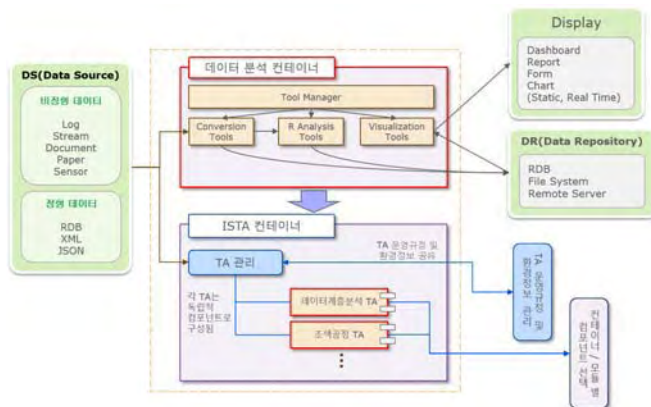 DS(Data Source)
비정형 데이터
Log
Stream
Document
Paper
Sensor
정형 데이터
RDB
XML
JSON
데이터 분석 컨테이너
Tool Manager
Conversion
Tools
R Analysis
Tools
Visualization
Tools
Display
Dashboard
Report
Form
Chart
(Static, Real Time)
DR(Data Repository)
RDB
File System
Remote Server
ISTA 컨테이너
TA 관리
TA 운영규정 및
환경정보 공유
각 TA는
독립적
컴포넌트로
구성됨
데이터계층분석 TA
조색공정 TA
TA 운영규정 및
환경정보 관리
컨테이너 / 모듈 별
컴포넌트 선택